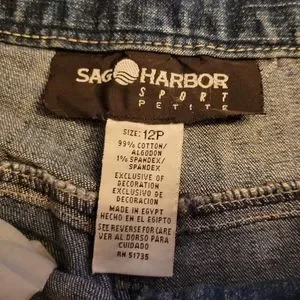 SAG HARBOR
SPORT
PETITE
SIZE: 12P
99% COTTON/
ALGODON
1% SPANDEX/
SPANDEX
EXCLUSIVE OF
DECORATION
EXCLUSIVO DE
DECORACION
MADE IN EGYPT
HECHO EN EL EGIPTO
SEE REVERSE FOR CARE
VER AL DORSO PARA
CUIDADO
RN 51735